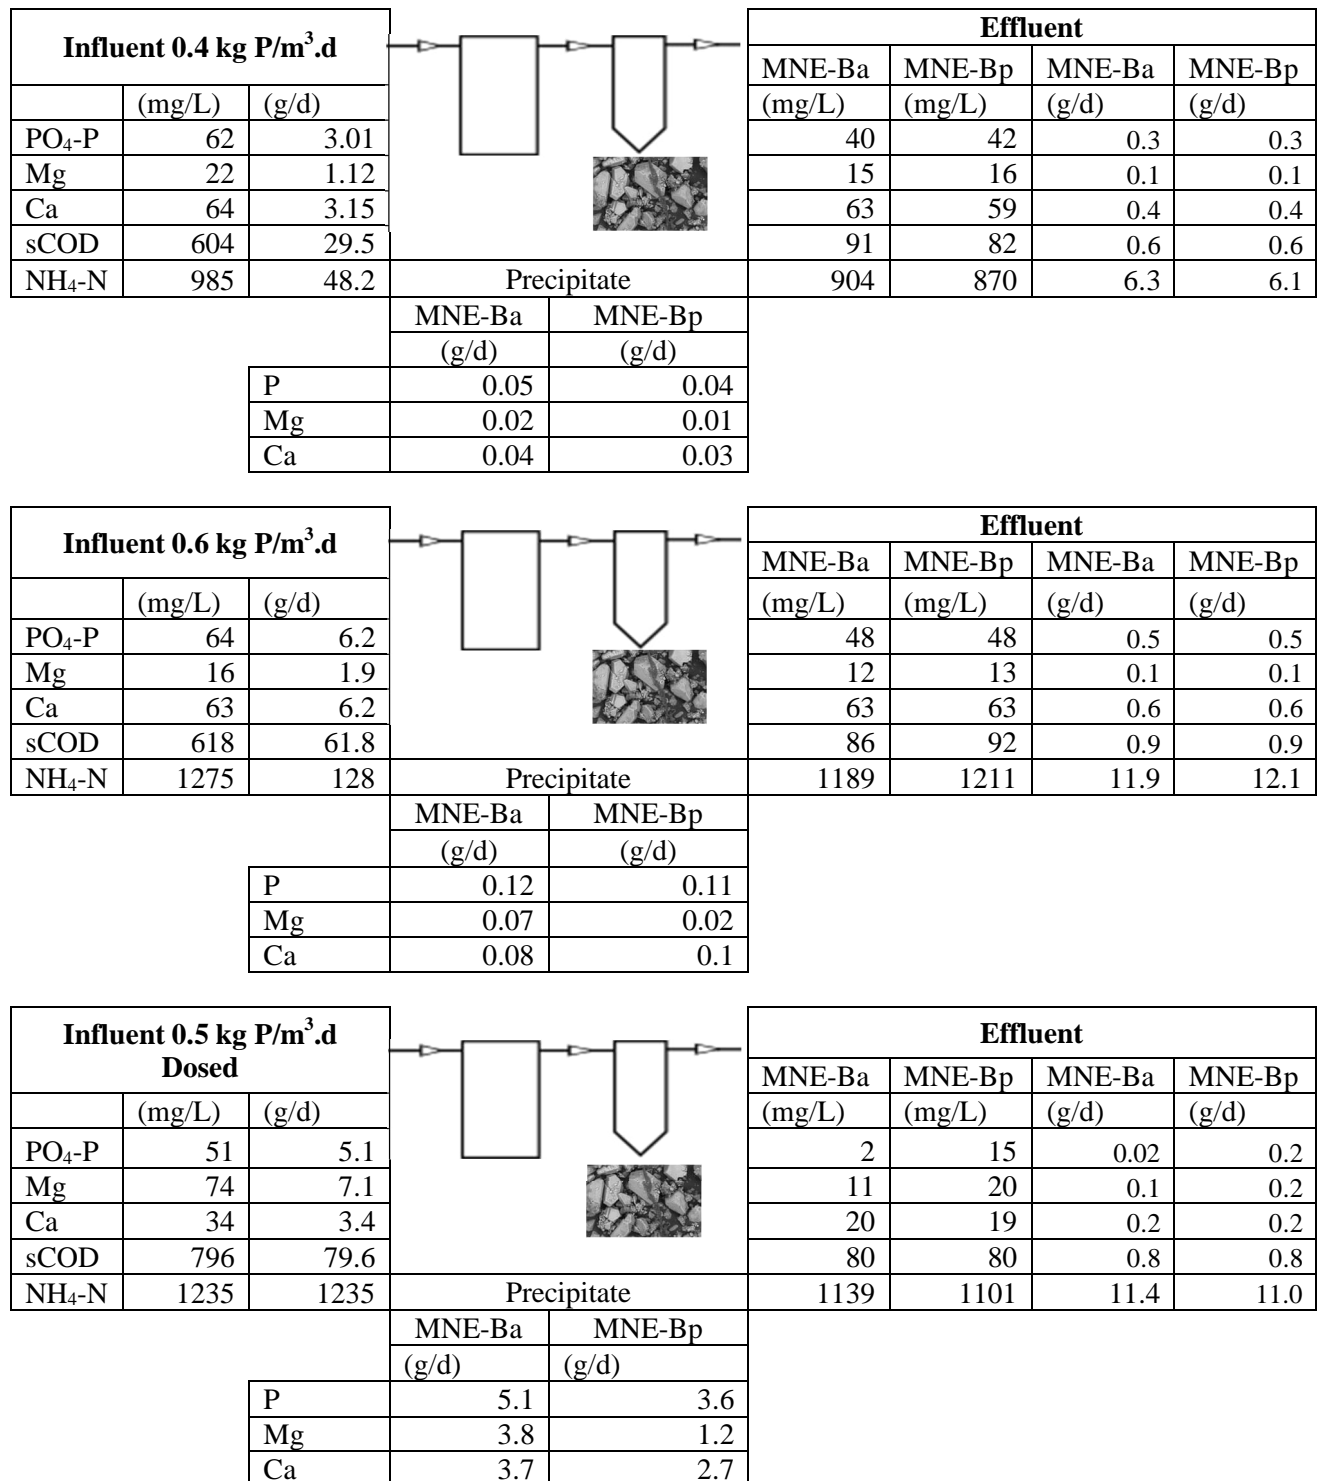 Influent 0.4 kg P/m³.d
Effluent
MNE-Ba MNE-Bp MNE-Ba MNE-Bp
(mg/L) (g/d) (mg/L) (mg/L) (g/d) (g/d)
PO₄-P 62 3.01 40 42 0.3 0.3
Mg 22 1.12 15 16 0.1 0.1
Ca 64 3.15 63 59 0.4 0.4
sCOD 604 29.5 91 82 0.6 0.6
NH₄-N 985 48.2 Precipitate 904 870 6.3 6.1
MNE-Ba MNE-Bp
(g/d) (g/d)
P 0.05 0.04
Mg 0.02 0.01
Ca 0.04 0.03
Influent 0.6 kg P/m³.d
Effluent
MNE-Ba MNE-Bp MNE-Ba MNE-Bp
(mg/L) (g/d) (mg/L) (mg/L) (g/d) (g/d)
PO₄-P 64 6.2 48 48 0.5 0.5
Mg 16 1.9 12 13 0.1 0.1
Ca 63 6.2 63 63 0.6 0.6
sCOD 618 61.8 86 92 0.9 0.9
NH₄-N 1275 128 Precipitate 1189 1211 11.9 12.1
MNE-Ba MNE-Bp
(g/d) (g/d)
P 0.12 0.11
Mg 0.07 0.02
Ca 0.08 0.1
Influent 0.5 kg P/m³.d
Dosed
Effluent
MNE-Ba MNE-Bp MNE-Ba MNE-Bp
(mg/L) (g/d) (mg/L) (mg/L) (g/d) (g/d)
PO₄-P 51 5.1 2 15 0.02 0.2
Mg 74 7.1 11 20 0.1 0.2
Ca 34 3.4 20 19 0.2 0.2
sCOD 796 79.6 80 80 0.8 0.8
NH₄-N 1235 1235 Precipitate 1139 1101 11.4 11.0
MNE-Ba MNE-Bp
(g/d) (g/d)
P 5.1 3.6
Mg 3.8 1.2
Ca 3.7 2.7